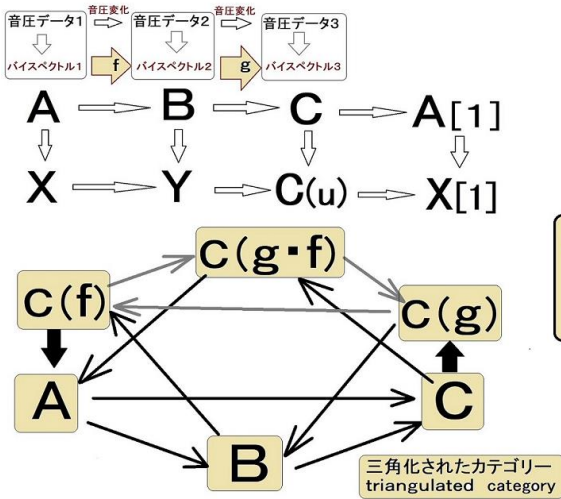 音圧変化 音圧変化
音圧データ1 音圧データ2 音圧データ3
バイスペクトル1 f バイスペクトル2 g バイスペクトル3
A B C A[1]
X Y C(u) X[1]
C(g▪f)
C(f) C(g)
A C
B
三角化されたカテゴリー
triangulated category